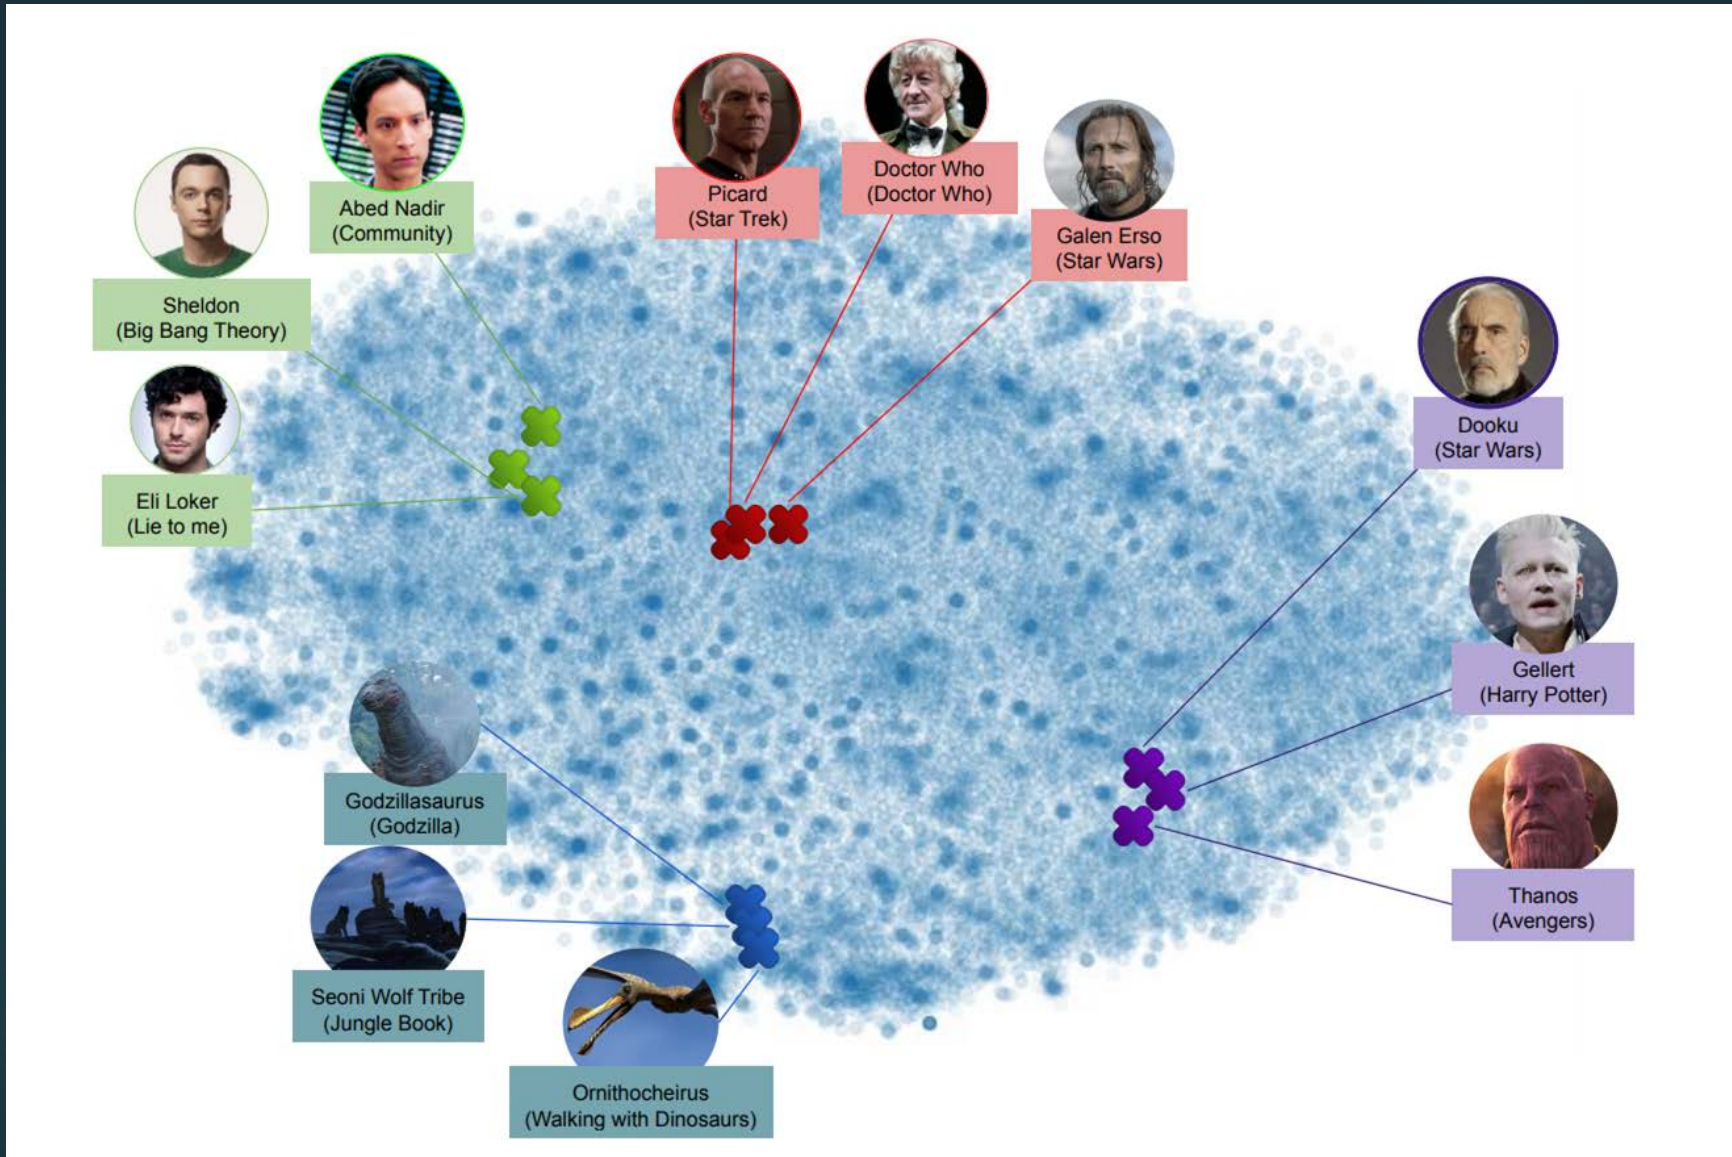 Abed Nadir
(Community)
Picard
(Star Trek)
Doctor Who
(Doctor Who)
Galen Erso
(Star Wars)
Sheldon
(Big Bang Theory)
Eli Loker
(Lie to me)
Dooku
(Star Wars)
Gellert
(Harry Potter)
Godzillasaurus
(Godzilla)
Thanos
(Avengers)
Seoni Wolf Tribe
(Jungle Book)
Ornithocheirus
(Walking with Dinosaurs)